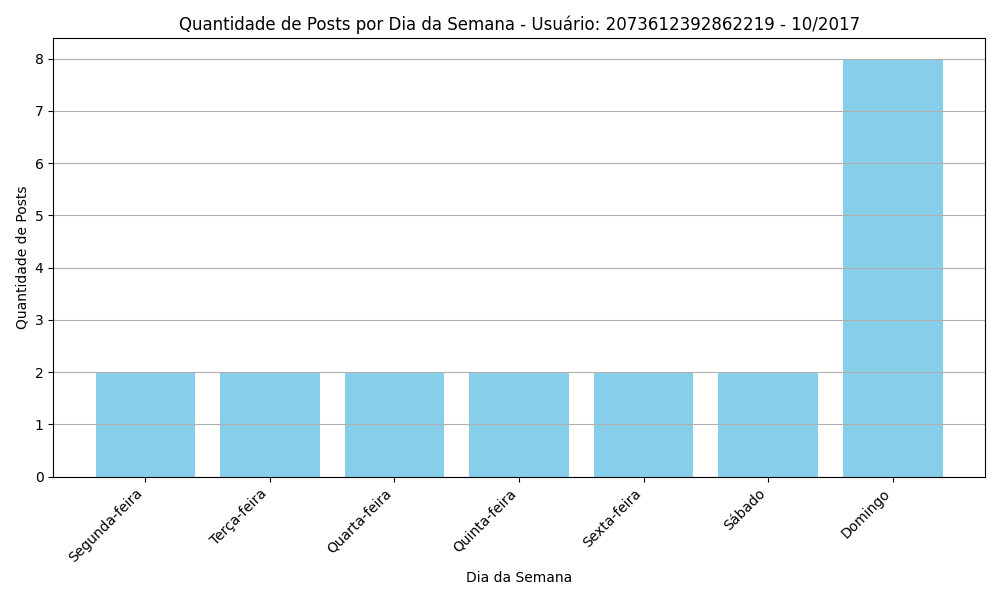 Quantidade de Posts por Dia da Semana - Usuário: 2073612392862219 - 10/2017
Quantidade de Posts
8
7
6
5
4
3
2
1
0
Segunda-feira
Terça-feira
Quarta-feira
Quinta-feira
Sexta-feira
Sábado
Domingo
Dia da Semana